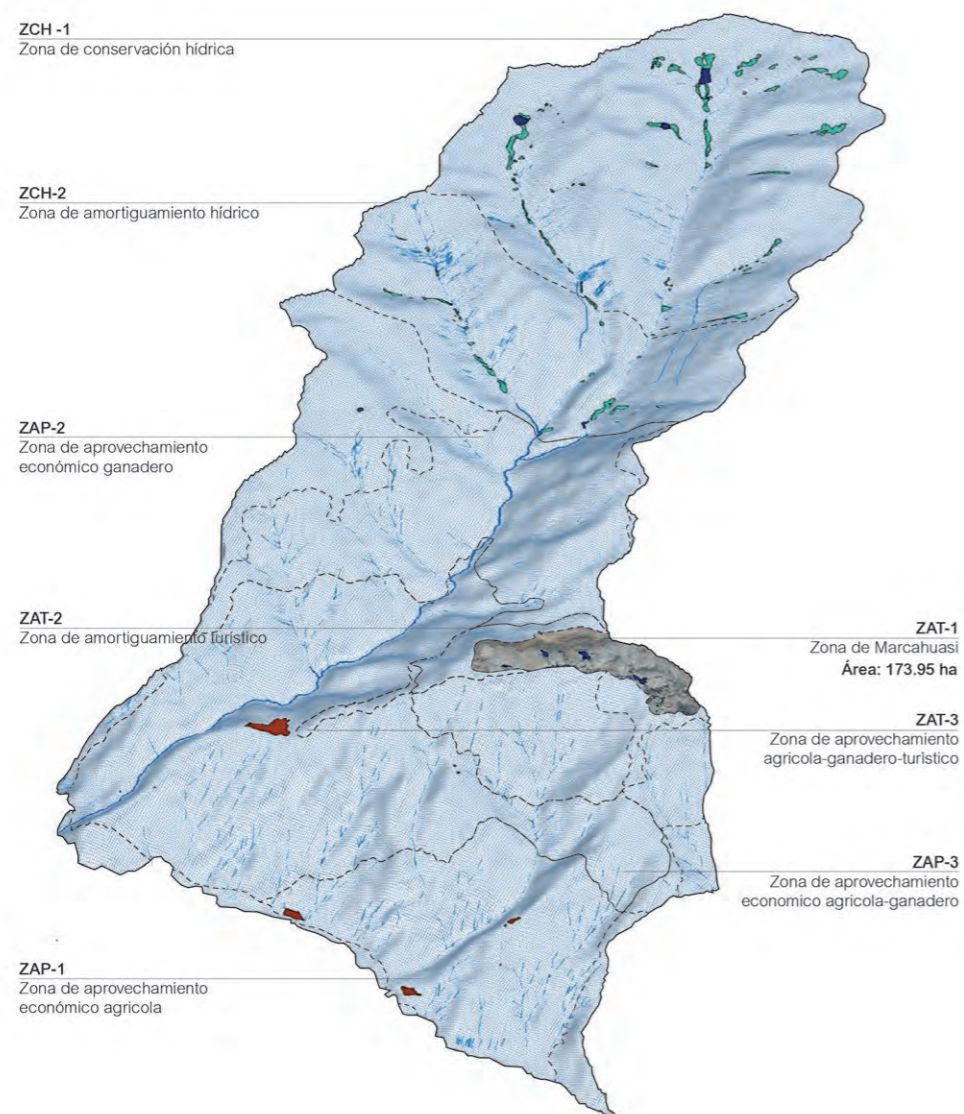 ZCH -1
Zona de conservación hídrica
ZCH-2
Zona de amortiguamiento hídrico
ZAP-2
Zona de aprovechamiento
económico ganadero
ZAT-2
Zona de amortiguamiento turistico
ZAT-1
Zona de Marcahuasi
Área: 173.95 ha
ZAT-3
Zona de aprovechamiento
agricola-ganadero-turistico
ZAP-3
Zona de aprovechamiento
economico agricola-ganadero
ZAP-1
Zona de aprovechamiento
económico agricola